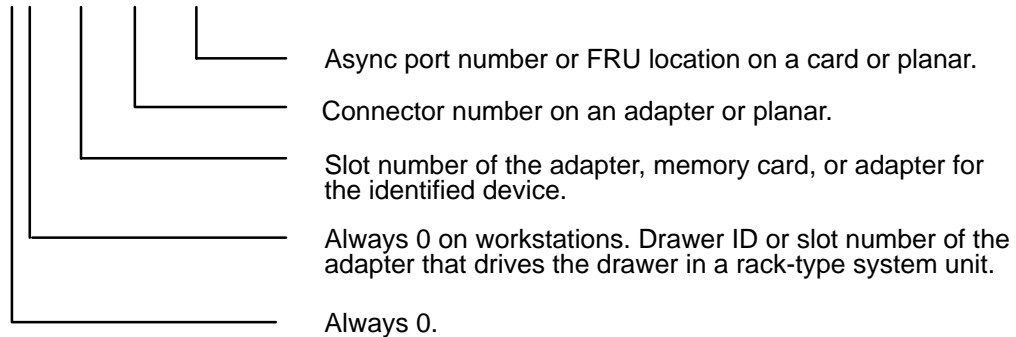 Async port number or FRU location on a card or planar.
Connector number on an adapter or planar.
Slot number of the adapter, memory card, or adapter for
the identified device.
Always 0 on workstations. Drawer ID or slot number of the
adapter that drives the drawer in a rack-type system unit.
Always 0.